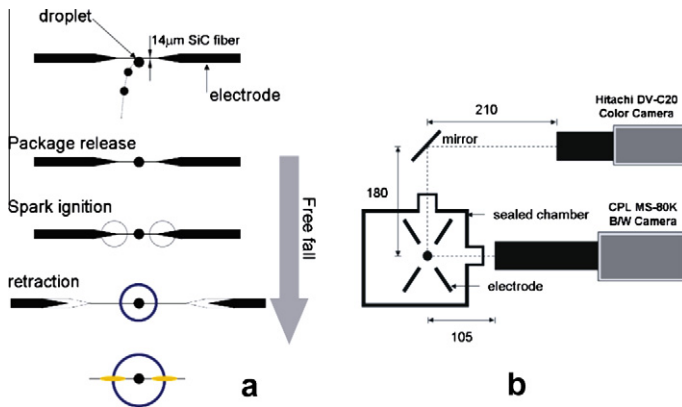 droplet
14μm SiC fiber
electrode
Package release
Spark ignition
retraction
Free fall
a
210
Hitachi DV-C20
Color Camera
mirror
180
CPL MS-80K
B/W Camera
sealed chamber
electrode
105
b